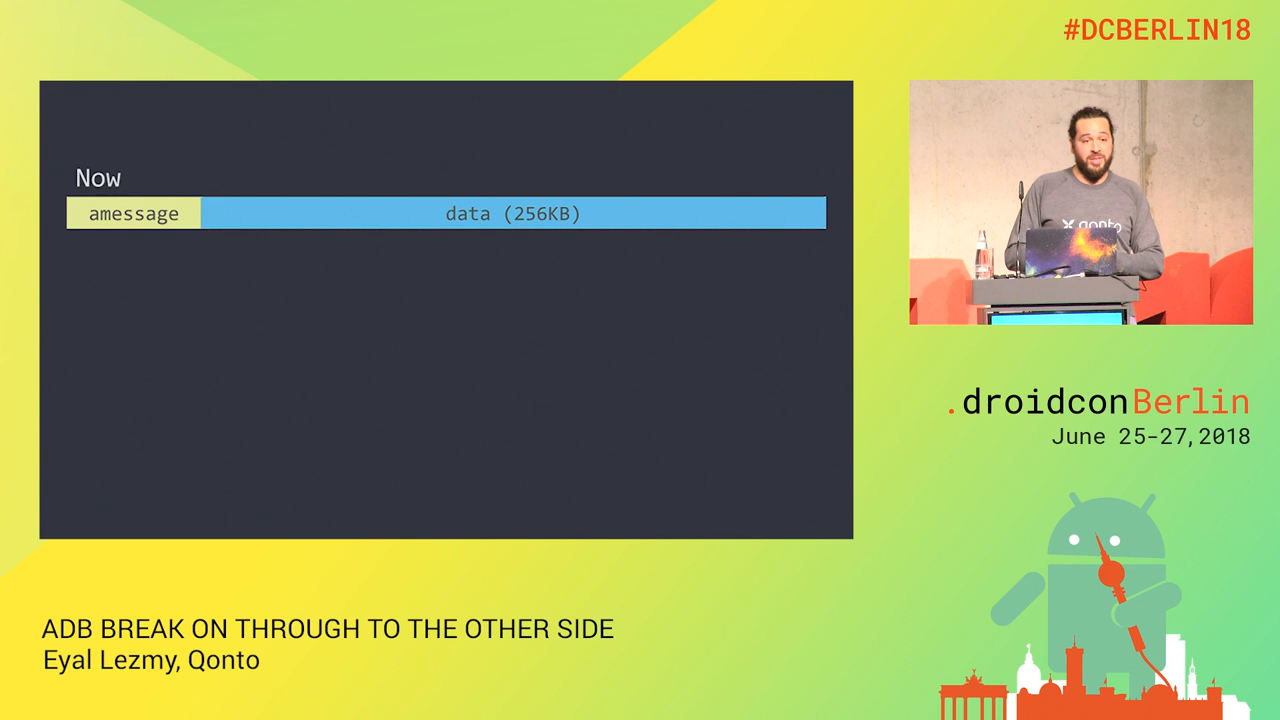 #DCBERLIN18
Now
amessage
data (256KB)
qonto
.droidconBerlin
June 25-27, 2018
ADB BREAK ON THROUGH TO THE OTHER SIDE
Eyal Lezmy, Qonto